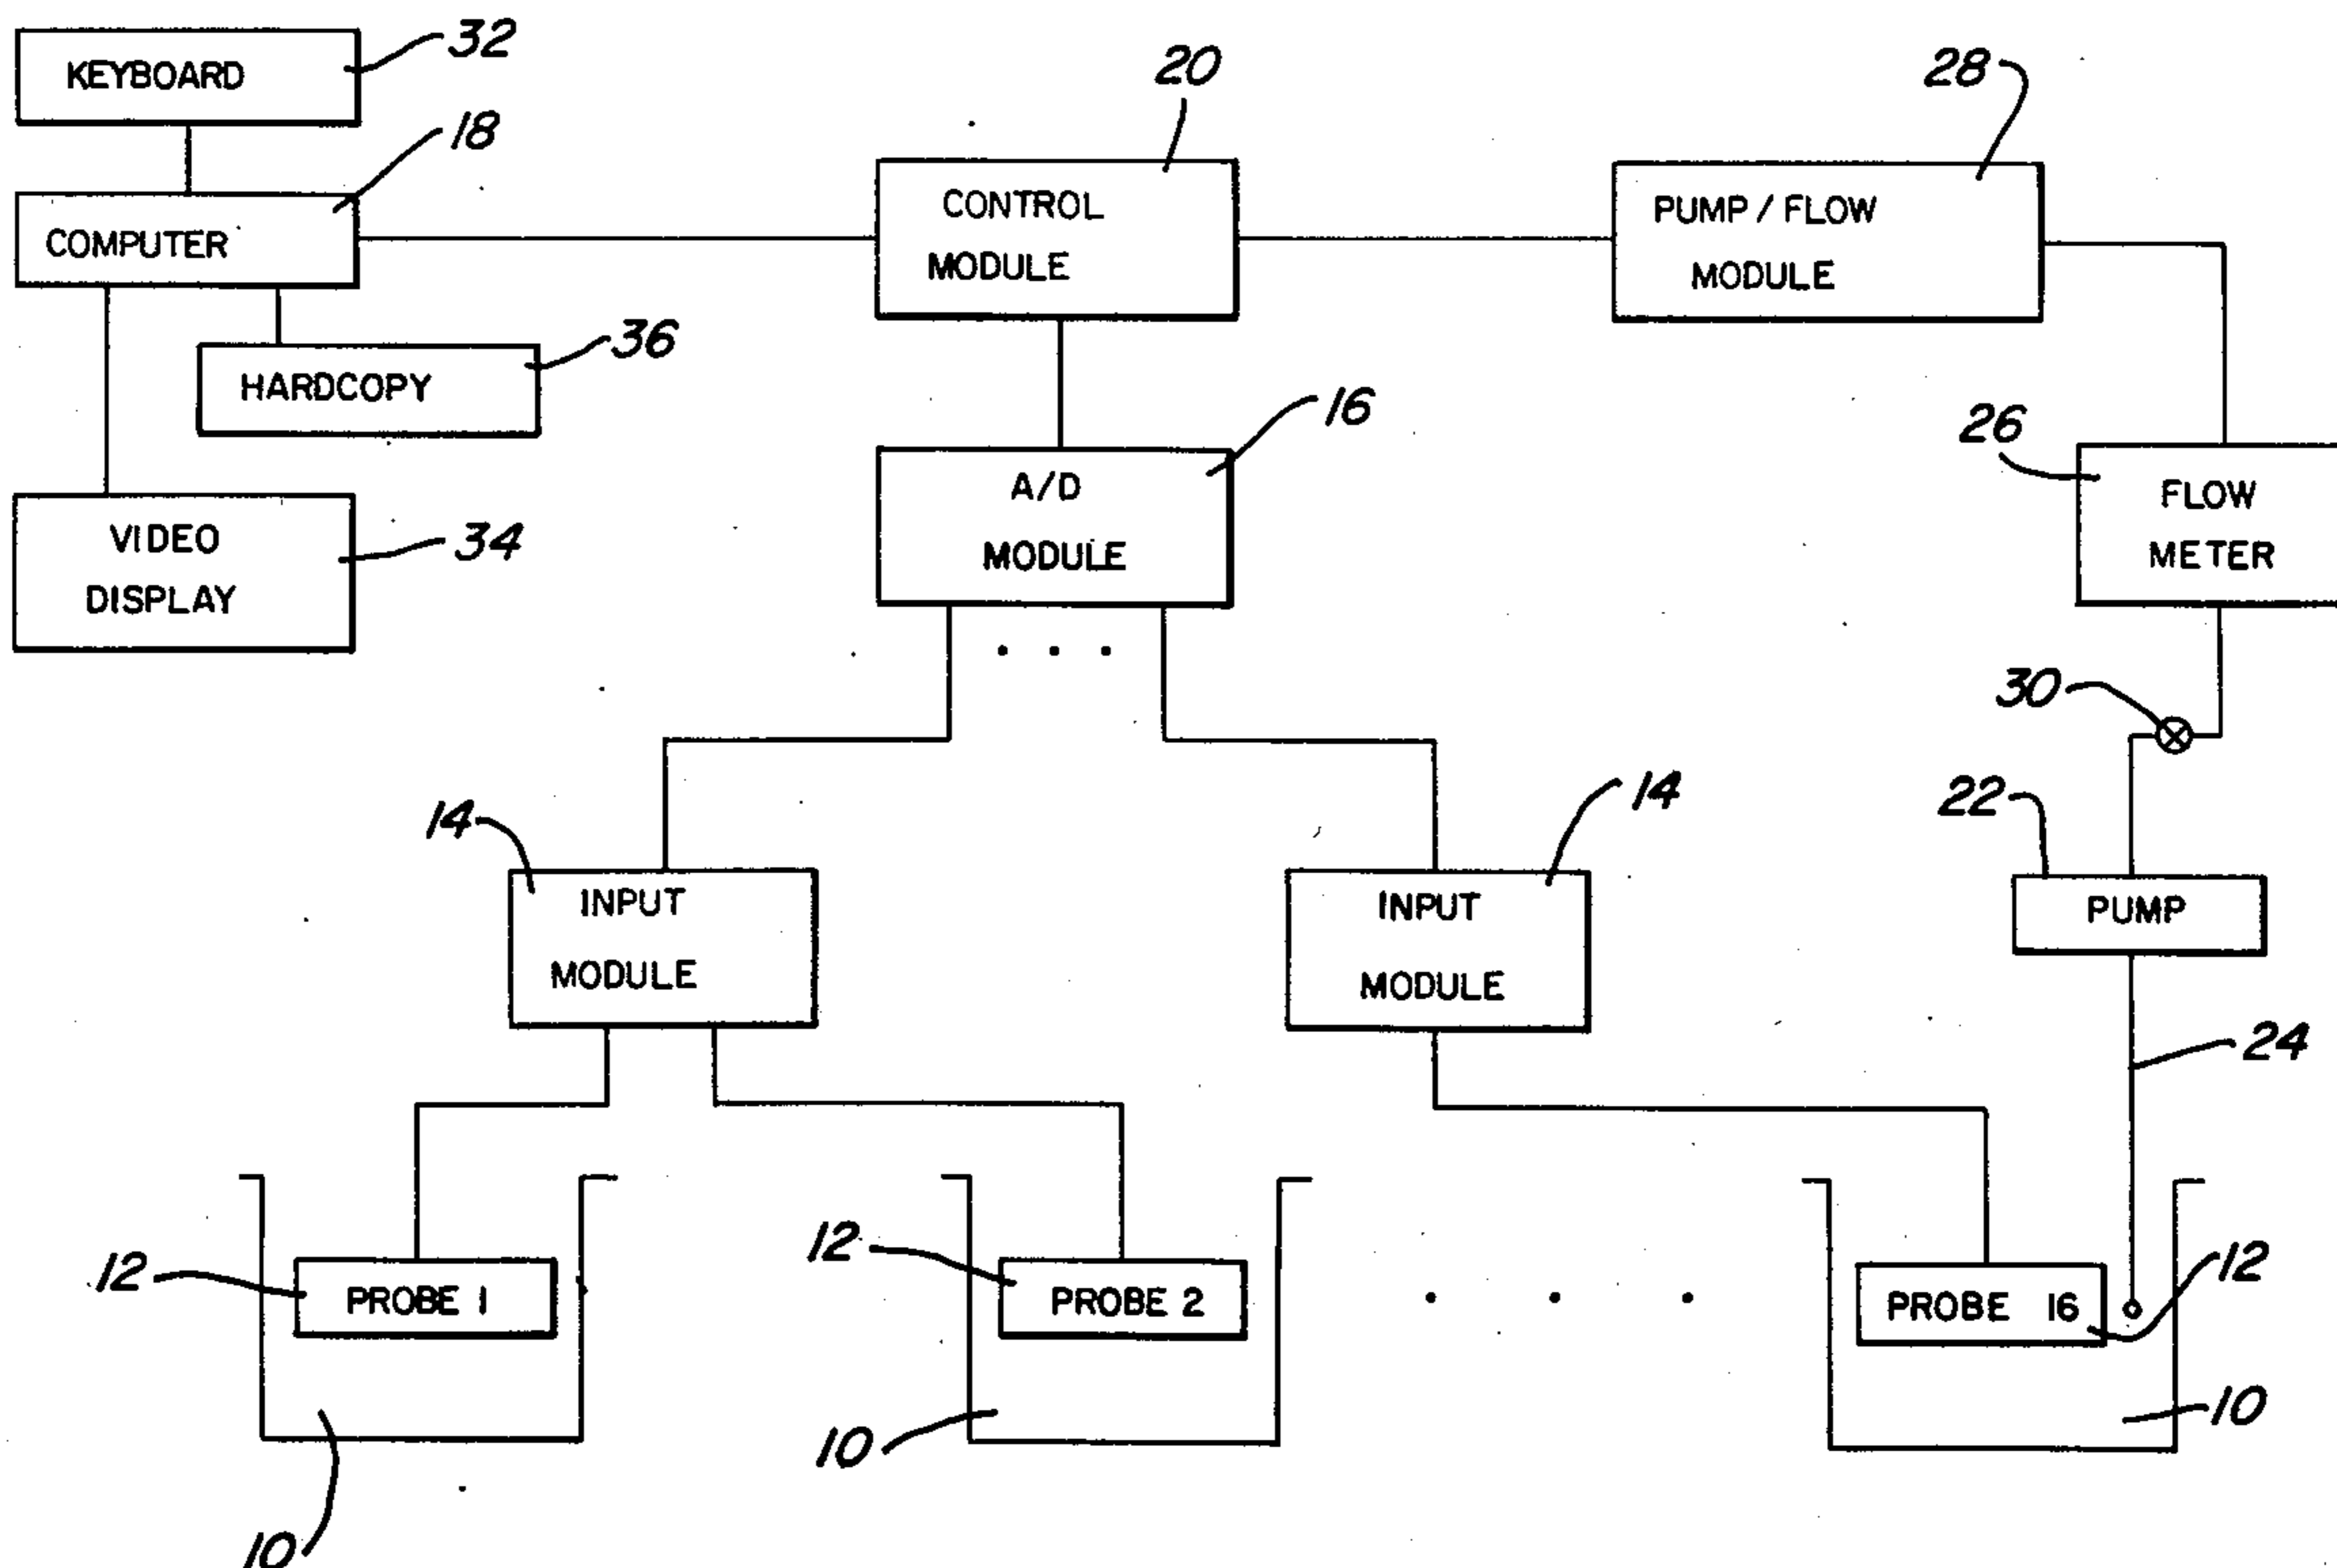 KEYBOARD
32
18
COMPUTER
HARDCOPY
36
VIDEO
DISPLAY
34
20
CONTROL
MODULE
28
PUMP / FLOW
MODULE
16
A/D
MODULE
26
FLOW
METER
30
22
PUMP
24
14
INPUT
MODULE
14
INPUT
MODULE
12
PROBE 1
10
12
PROBE 2
10
PROBE 16
12
10